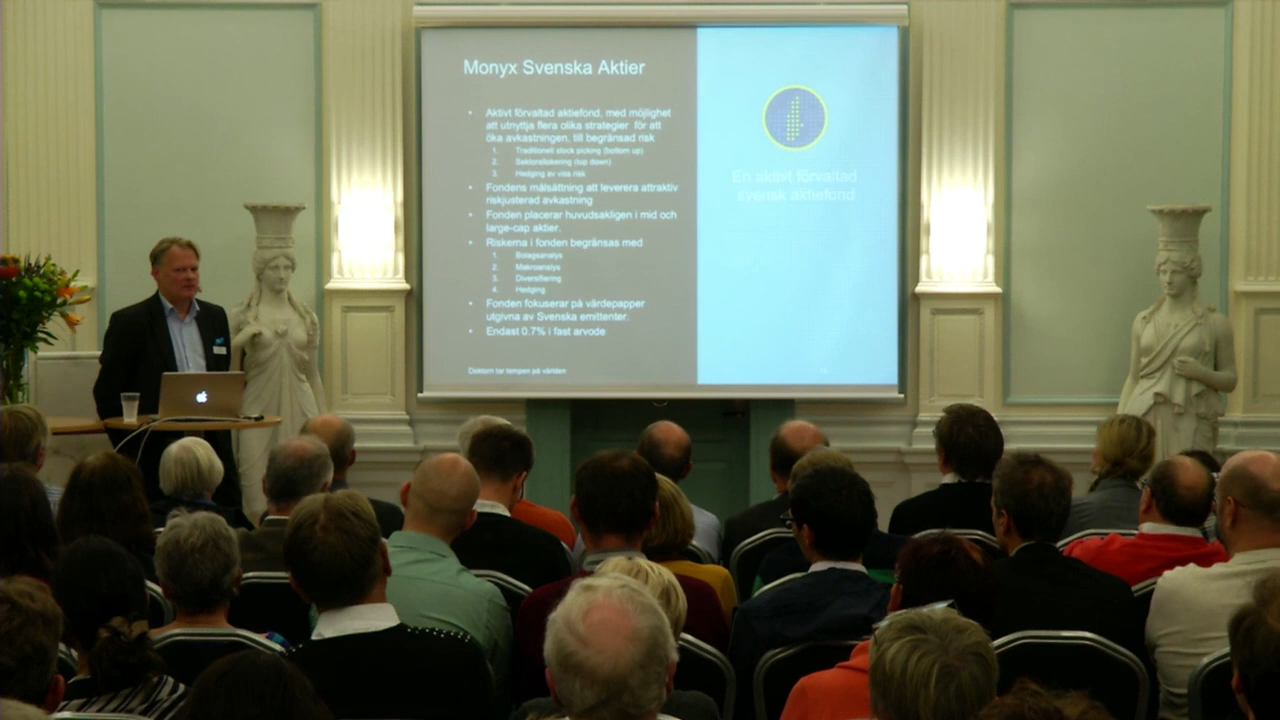 Monyx Svenska Aktier
• Aktivt förvaltad aktiefond, med möjlighet
att utnyttja flera olika strategier för att
öka avkastningen, till begränsad risk
1. Traditionell stock picking (bottom up)
2. Sektorallokering (top down)
3. Hedging av viss risk
• Fondens målsättning att leverera attraktiv
riskjusterad avkastning
• Fonden placerar huvudsakligen i mid och
large-cap aktier.
• Riskerna i fonden begränsas med
1. Bolagsanalys
2. Makroanalys
3. Diversifiering
4. Hedging
• Fonden fokuserar på värdepapper
utgivna av Svenska emittenter.
• Endast 0.7% i fast arvode
Doktorn tar tempen på världen
En aktivt förvaltad
svensk aktiefond